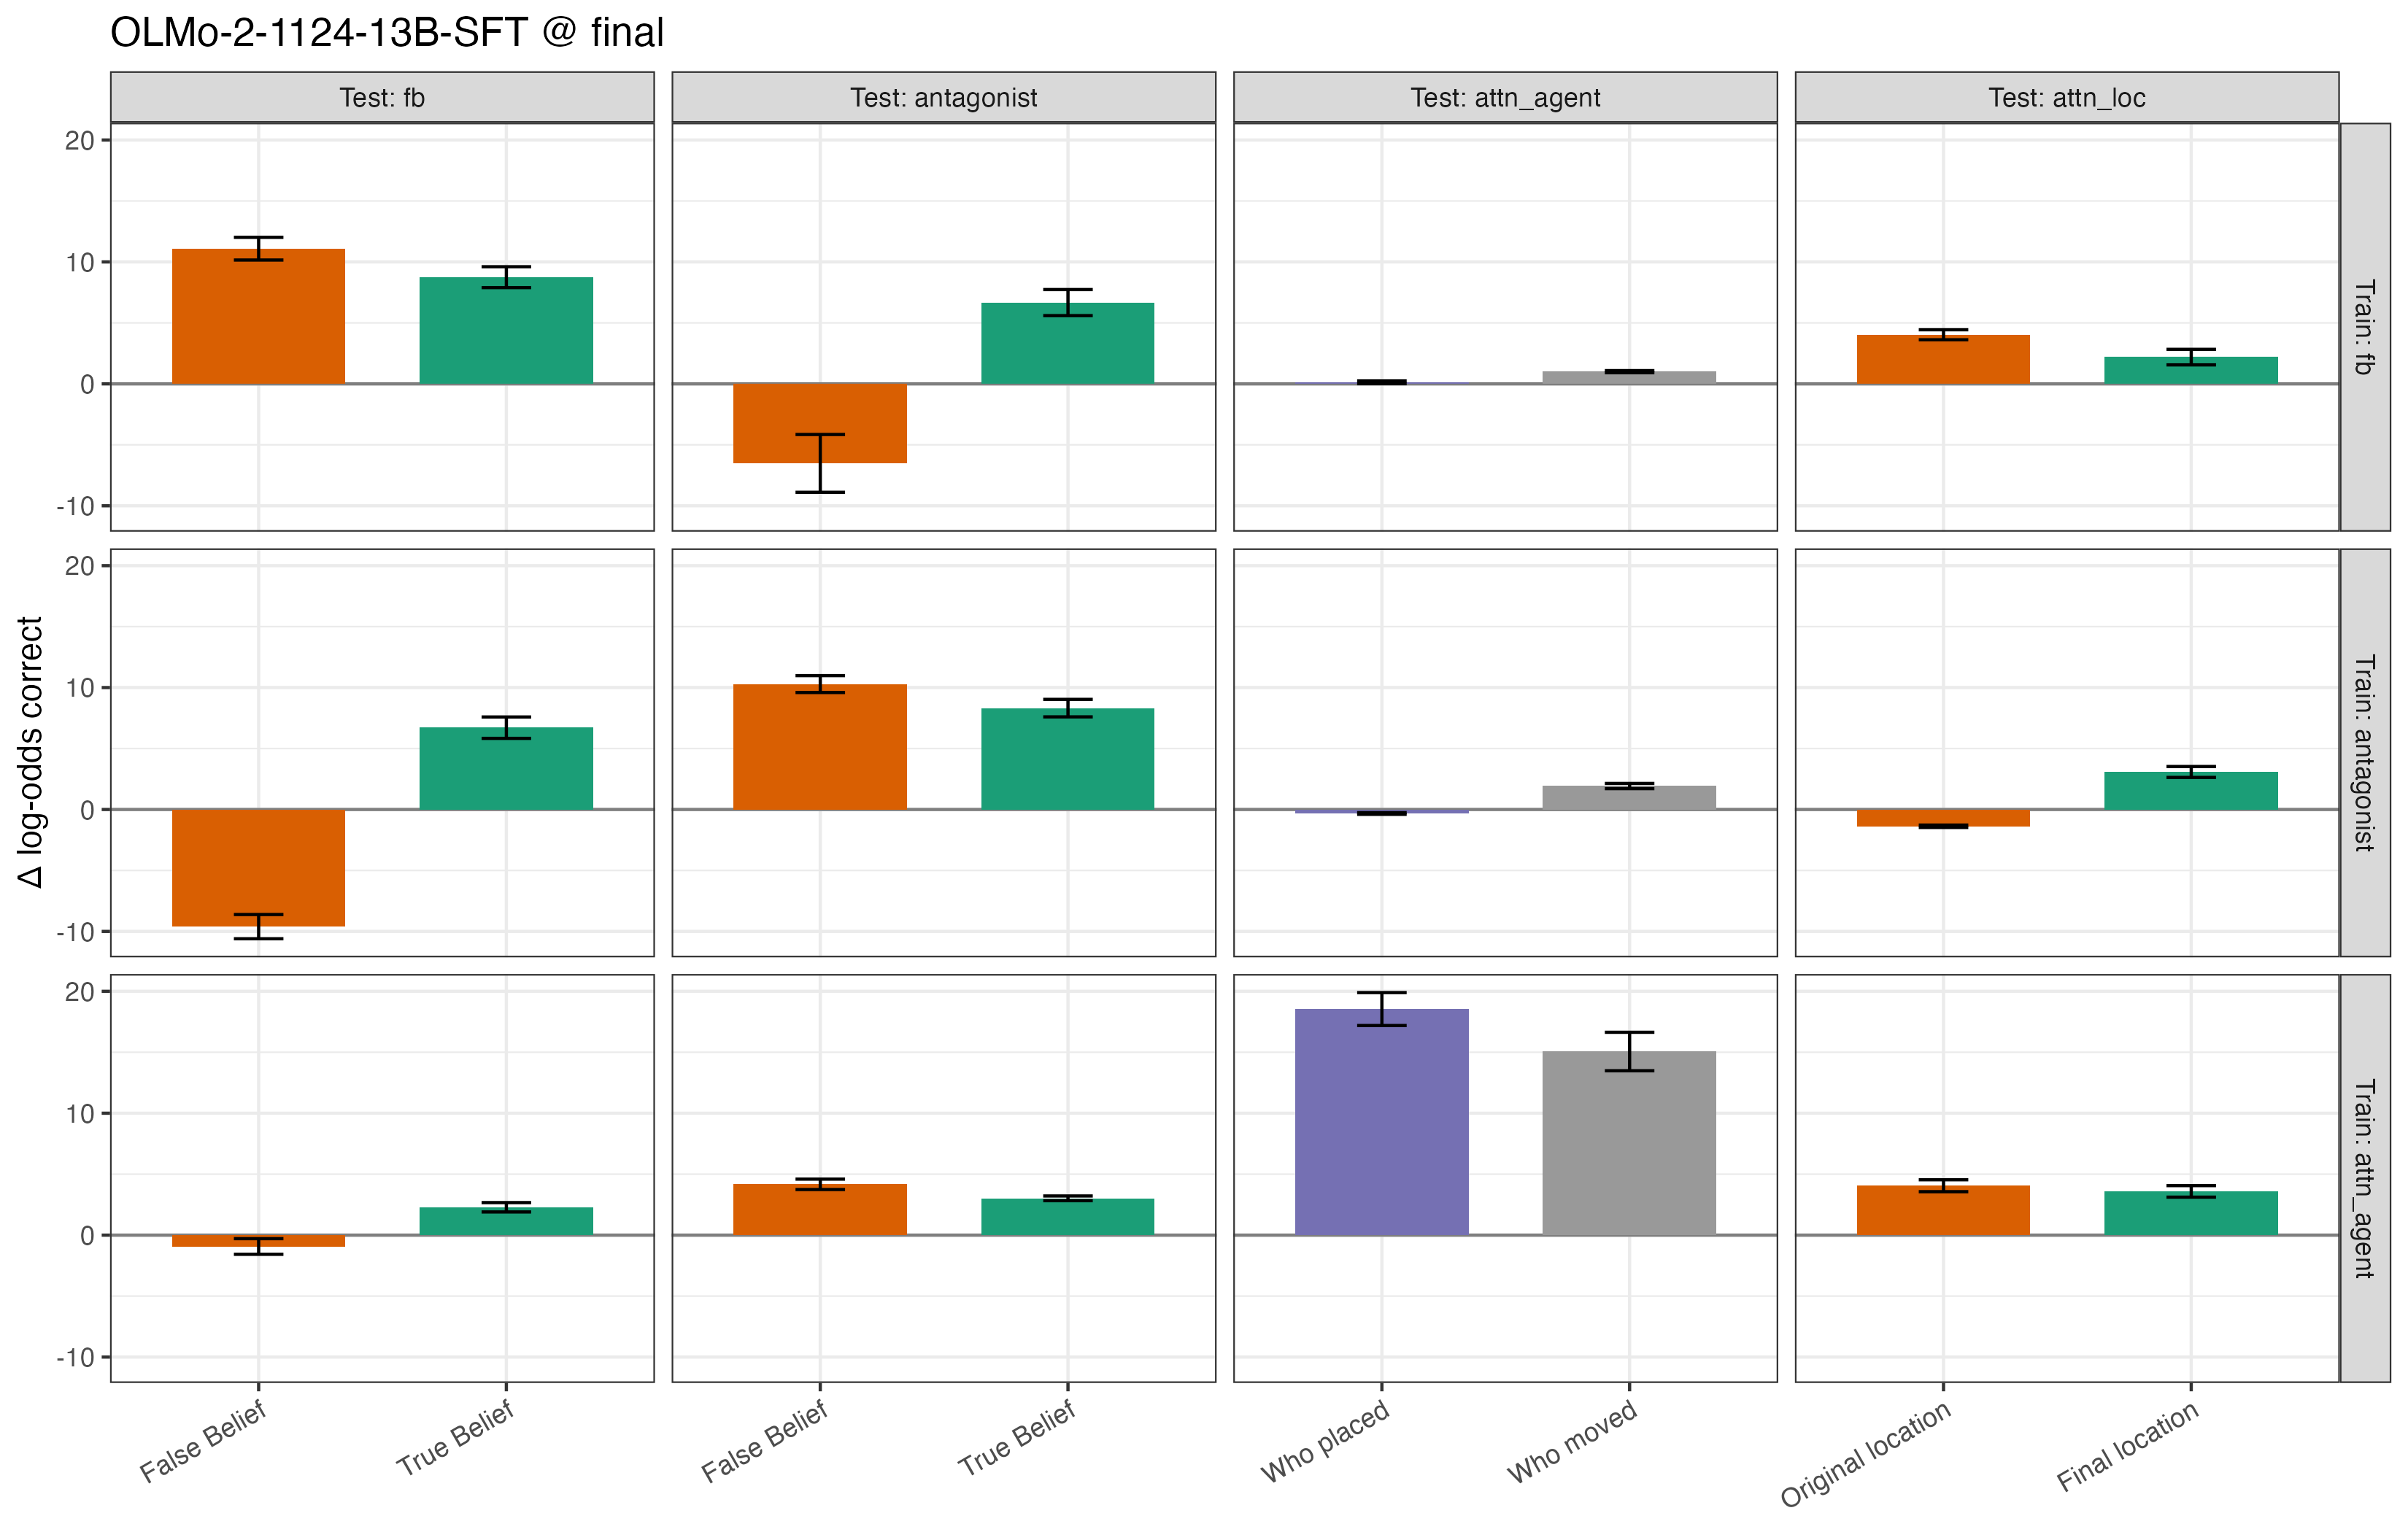 OLMo-2-1124-13B-SFT @ final
Test: fb
Test: antagonist
Test: attn_agent
Test: attn_loc
20
10
0
-10
Train: fb
Δ log-odds correct
20
10
0
-10
Train: antagonist
20
10
0
-10
Train: attn_agent
False Belief
True Belief
False Belief
True Belief
Who placed
Who moved
Original location
Final location